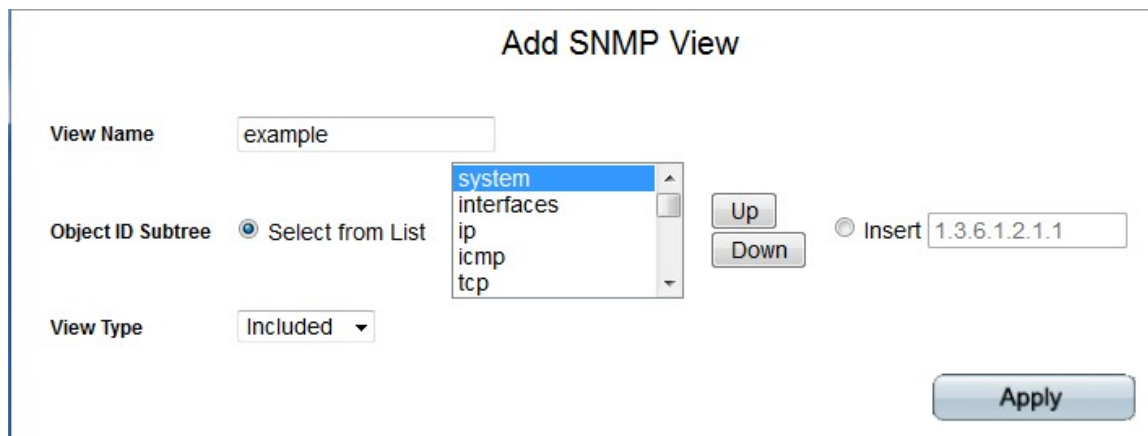 Add SNMP View
View Name
example
Object ID Subtree
Select from List
system
interfaces
ip
icmp
tcp
Up
Down
Insert
1.3.6.1.2.1.1
View Type
Included
Apply